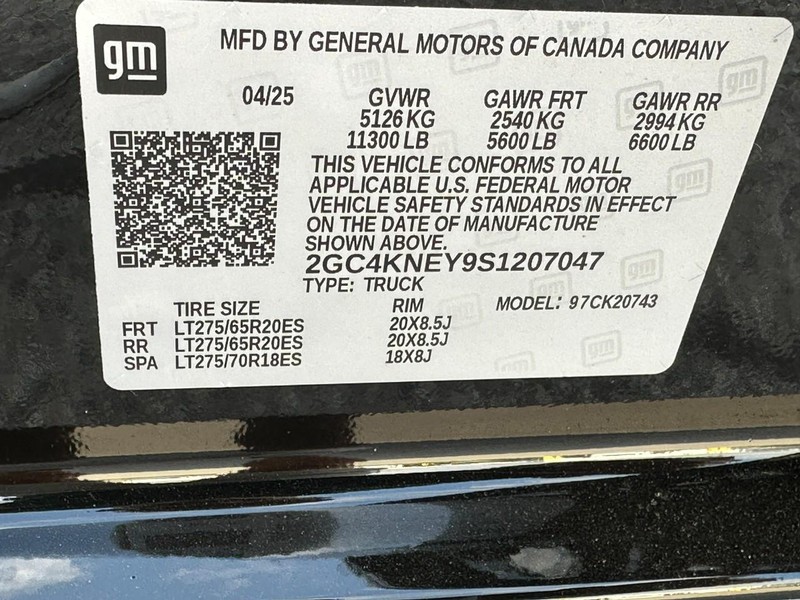 gm
MFD BY GENERAL MOTORS OF CANADA COMPANY
04/25 GVWR GAWR FRT GAWR RR
5126 KG 2540 KG 2994 KG
11300 LB 5600 LB 6600 LB
THIS VEHICLE CONFORMS TO ALL
APPLICABLE U.S. FEDERAL MOTOR
VEHICLE SAFETY STANDARDS IN EFFECT
ON THE DATE OF MANUFACTURE
SHOWN ABOVE.
2GC4KNEY9S1207047
TYPE: TRUCK
TIRE SIZE RIM MODEL: 97CK20743
FRT LT275/65R20ES 20X8.5J
RR LT275/65R20ES 20X8.5J
SPA LT275/70R18ES 18X8J